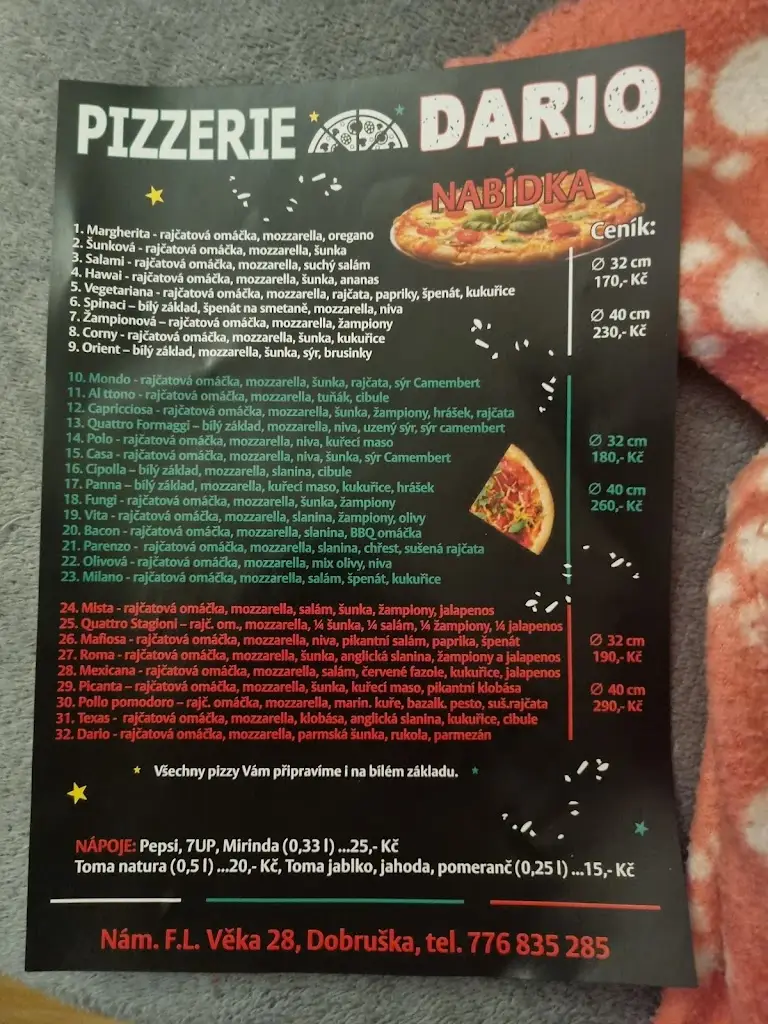 PIZZERIE DARIO
NABÍDKA
Ceník:
1. Margherita - rajčatová omáčka, mozzarella, oregano
2. Šunková - rajčatová omáčka, mozzarella, šunka
3. Salami - rajčatová omáčka, mozzarella, suchý salám
4. Hawai - rajčatová omáčka, mozzarella, šunka, ananas
5. Vegetariana - rajčatová omáčka, mozzarella, rajčata, papriky, špenát, kukuřice
6. Spinaci – bílý základ, špenát na smetaně, mozzarella, niva
7. Žampionová – rajčatová omáčka, mozzarella, žampiony
8. Corny - rajčatová omáčka, mozzarella, šunka, kukuřice
9. Orient – bílý základ, mozzarella, šunka, sýr, brusinky
Ø 32 cm
170,- Kč
Ø 40 cm
230,- Kč
10. Mondo - rajčatová omáčka, mozzarella, šunka, rajčata, sýr Camembert
11. Al ttono - rajčatová omáčka, mozzarella, tuňák, cibule
12. Capricciosa - rajčatová omáčka, mozzarella, šunka, žampiony, hrášek, rajčata
13. Quattro Formaggi – bílý základ, mozzarella, niva, uzený sýr, sýr camembert
14. Polo - rajčatová omáčka, mozzarella, niva, kuřecí maso
15. Casa - rajčatová omáčka, mozzarella, niva, šunka, sýr Camembert
16. Cipolla – bílý základ, mozzarella, slanina, cibule
17. Panna – bílý základ, mozzarella, kuřecí maso, kukuřice, hrášek
18. Fungi - rajčatová omáčka, mozzarella, šunka, žampiony
19. Vita - rajčatová omáčka, mozzarella, slanina, žampiony, olivy
20. Bacon - rajčatová omáčka, mozzarella, slanina, BBQ omáčka
21. Parenzo - rajčatová omáčka, mozzarella, slanina, chřest, sušená rajčata
22. Olivová - rajčatová omáčka, mozzarella, mix olivy, niva
23. Milano - rajčatová omáčka, mozzarella, salám, špenát, kukuřice
Ø 32 cm
180,- Kč
Ø 40 cm
260,- Kč
24. Mista - rajčatová omáčka, mozzarella, salám, šunka, žampiony, jalapenos
25. Quattro Stagioni – rajč. om., mozzarella, ¼ šunka, ¼ salám, ¼ žampiony, ¼ jalapenos
26. Mafiosa - rajčatová omáčka, mozzarella, niva, pikantní salám, paprika, špenát
27. Roma - rajčatová omáčka, mozzarella, šunka, anglická slanina, žampiony a jalapenos
28. Mexicana - rajčatová omáčka, mozzarella, salám, červené fazole, kukuřice, jalapenos
29. Picanta – rajčatová omáčka, mozzarella, šunka, kuřecí maso, pikantní klobása
30. Pollo pomodoro – rajč. omáčka, mozzarella, marin. kuře, bazalk. pesto, suš.rajčata
31. Texas - rajčatová omáčka, mozzarella, klobása, anglická slanina, kukuřice, cibule
32. Dario - rajčatová omáčka, mozzarella, parmská šunka, rukola, parmezán
Ø 32 cm
190,- Kč
Ø 40 cm
290,- Kč
Všechny pizzy Vám připravíme i na bílém základu.
NÁPOJE: Pepsi, 7UP, Mirinda (0,33 l) ...25,- Kč
Toma natura (0,5 l) ...20,- Kč, Toma jablko, jahoda, pomeranč (0,25 l) ...15,- Kč
Nám. F.L. Věka 28, Dobruška, tel. 776 835 285